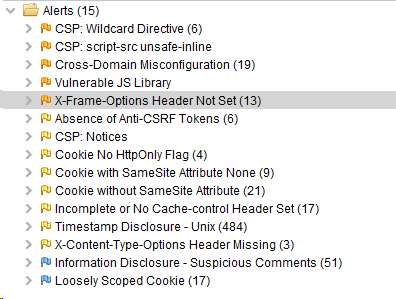 Alerts (15)
CSP: Wildcard Directive (6)
CSP: script-src unsafe-inline
Cross-Domain Misconfiguration (19)
Vulnerable JS Library
X-Frame-Options Header Not Set (13)
Absence of Anti-CSRF Tokens (6)
CSP: Notices
Cookie No HttpOnly Flag (4)
Cookie with SameSite Attribute None (9)
Cookie without SameSite Attribute (21)
Incomplete or No Cache-control Header Set (17)
Timestamp Disclosure - Unix (484)
X-Content-Type-Options Header Missing (3)
Information Disclosure - Suspicious Comments (51)
Loosely Scoped Cookie (17)